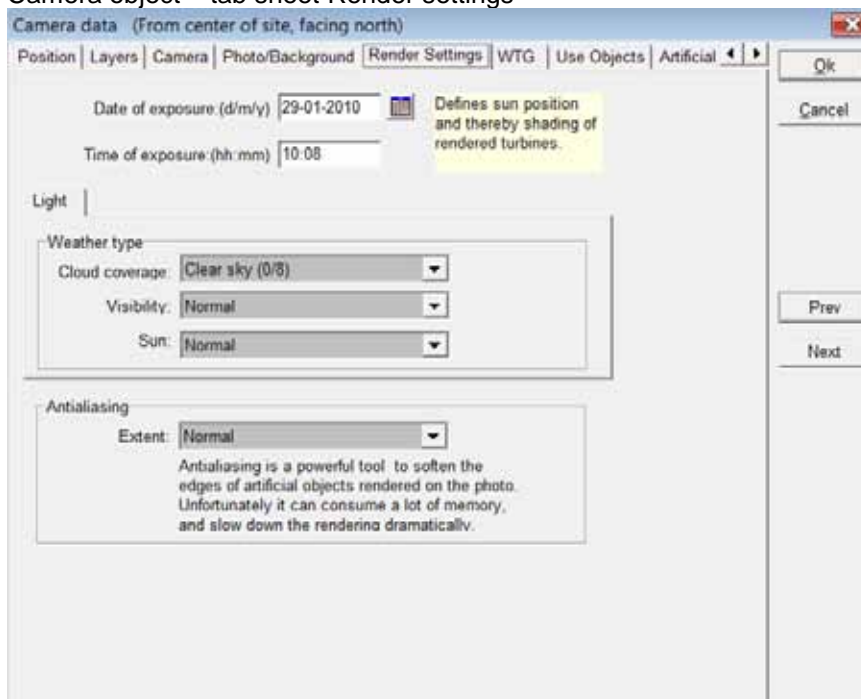 Camera object – tab sheet Render settings
Camera data (From center of site, facing north)
Position Layers Camera Photo/Background Render Settings WTG Use Objects Artificial
Ok
Cancel
Date of exposure:(d/m/y) 29-01-2010
Defines sun position
and thereby shading of
rendered turbines.
Time of exposure:(hh:mm) 10:08
Light
Weather type
Cloud coverage: Clear sky (0/8)
Visibility: Normal
Sun: Normal
Prev
Next
Antialiasing
Extent: Normal
Antialiasing is a powerful tool to soften the
edges of artificial objects rendered on the photo.
Unfortunately it can consume a lot of memory,
and slow down the rendering dramatically.